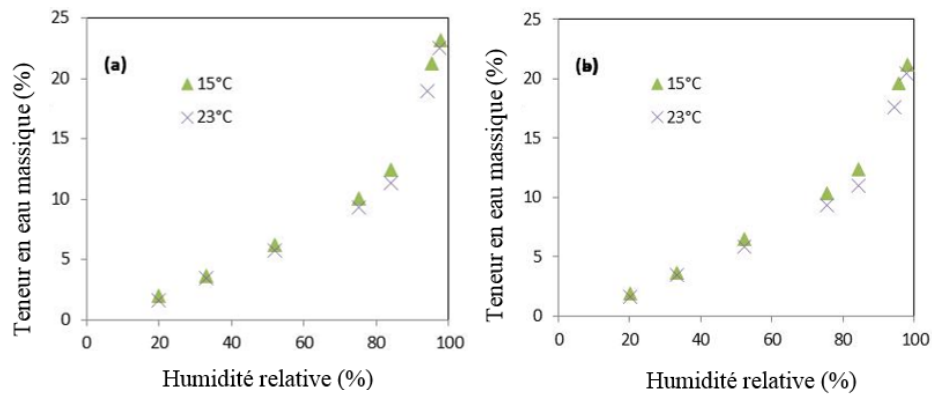 25
20
15
10
5
0
Teneur en eau massique (%)
(a)
15°C
23°C
0 20 40 60 80 100
Humidité relative (%)
25
20
15
10
5
0
Teneur en eau massique (%)
(b)
15°C
23°C
0 20 40 60 80 100
Humidité relative (%)